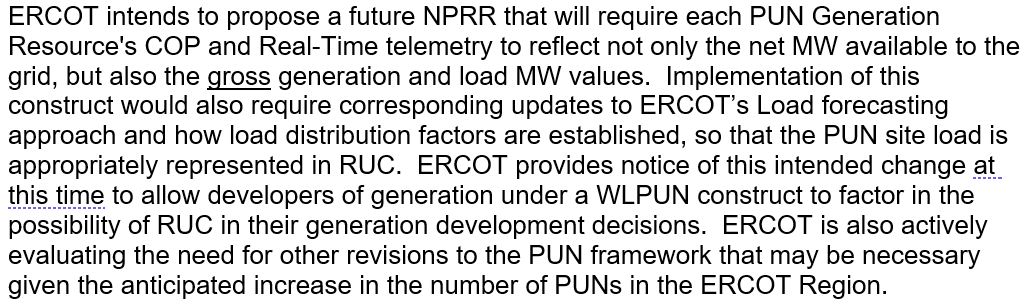 ERCOT intends to propose a future NPRR that will require each PUN Generation
Resource's COP and Real-Time telemetry to reflect not only the net MW available to the
grid, but also the gross generation and load MW values.  Implementation of this
construct would also require corresponding updates to ERCOT’s Load forecasting
approach and how load distribution factors are established, so that the PUN site load is
appropriately represented in RUC.  ERCOT provides notice of this intended change at
this time to allow developers of generation under a WLPUN construct to factor in the
possibility of RUC in their generation development decisions.  ERCOT is also actively
evaluating the need for other revisions to the PUN framework that may be necessary
given the anticipated increase in the number of PUNs in the ERCOT Region.